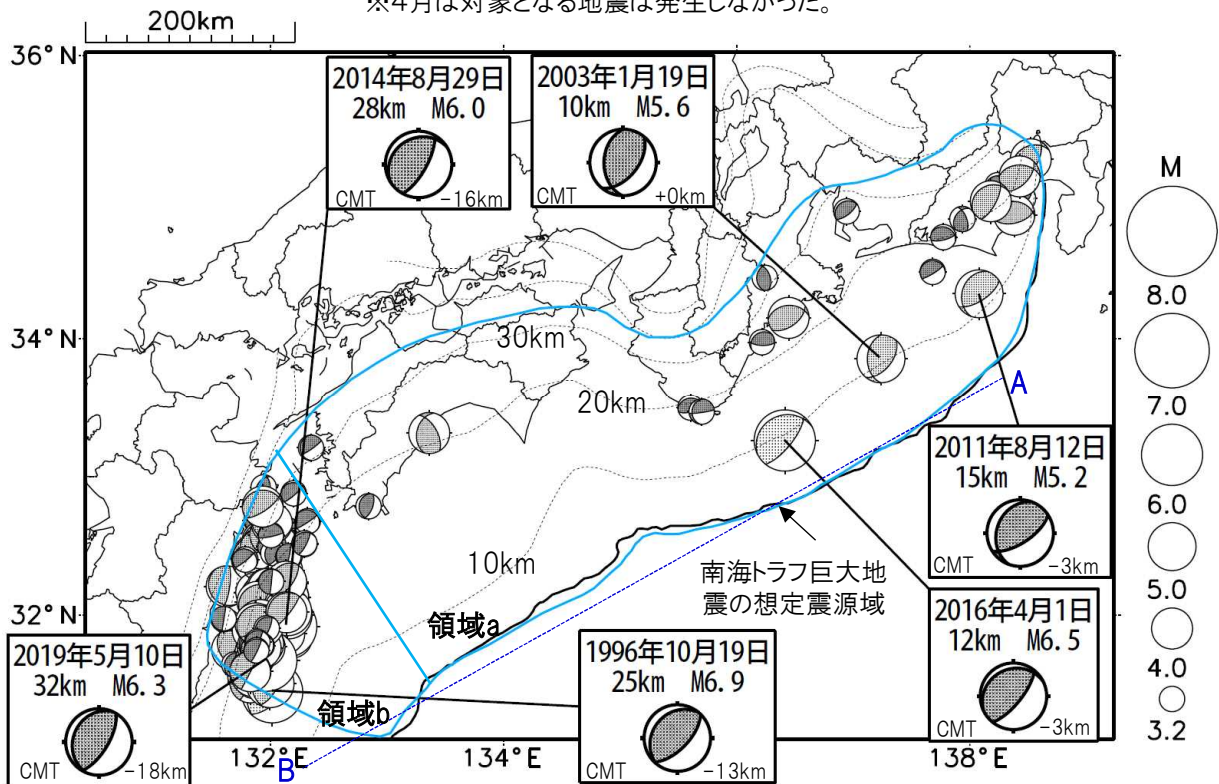 ※４月は対象となる地震は発生しなかった。
200km
36°N
34°N
32°N
132°E
134°E
138°E
2014年8月29日
28km M6.0
CMT
-16km
2003年1月19日
10km M5.6
CMT
+0km
30km
20km
10km
A
2011年8月12日
15km M5.2
CMT
-3km
南海トラフ巨大地
震の想定震源域
2016年4月1日
12km M6.5
CMT
-3km
領域a
領域b
2019年5月10日
32km M6.3
CMT
-18km
1996年10月19日
25km M6.9
CMT
-13km
B
M
8.0
7.0
6.0
5.0
4.0
3.2